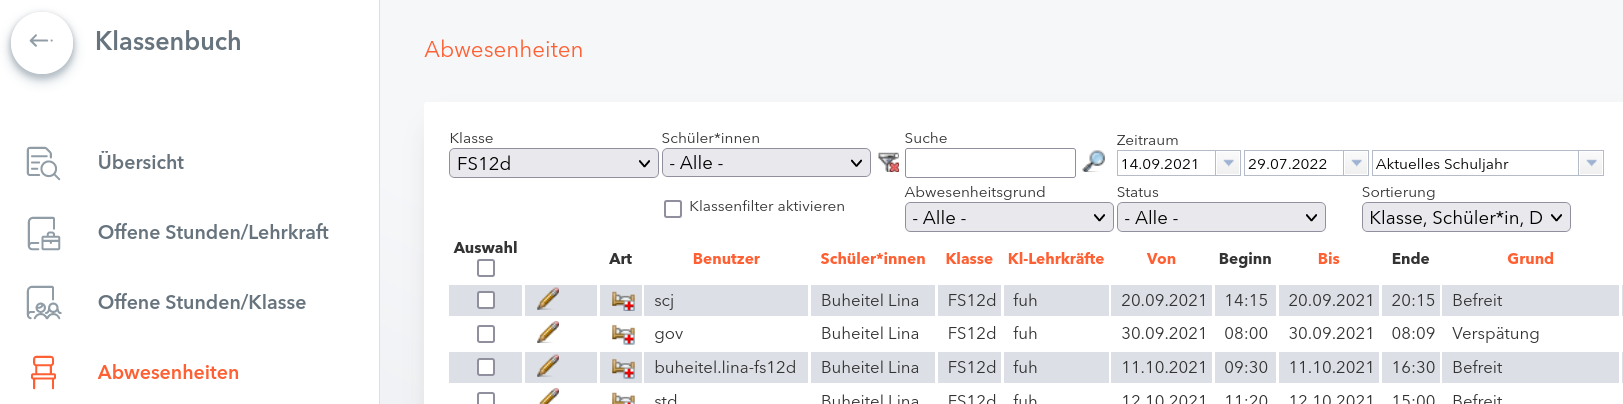 Klassenbuch
Übersicht
Offene Stunden/Lehrkraft
Offene Stunden/Klasse
Abwesenheiten
Abwesenheiten
Klasse Schüler*innen Suche Zeitraum
FS12d - Alle - 14.09.2021 29.07.2022 Aktuelles Schuljahr
Abwesenheitsgrund Status Sortierung
Klassenfilter aktivieren - Alle - - Alle - Klasse, Schüler*in, D
Auswahl Art Benutzer Schüler*innen Klasse Kl-Lehrkräfte Von Beginn Bis Ende Grund
scj Buheitel Lina FS12d fuh 20.09.2021 14:15 20.09.2021 20:15 Befreit
gov Buheitel Lina FS12d fuh 30.09.2021 08:00 30.09.2021 08:09 Verspätung
buheitel.lina-fs12d Buheitel Lina FS12d fuh 11.10.2021 09:30 11.10.2021 16:30 Befreit
std Buheitel Lina FS12d fuh 12.10.2021 11:20 12.10.2021 15:00 Befreit